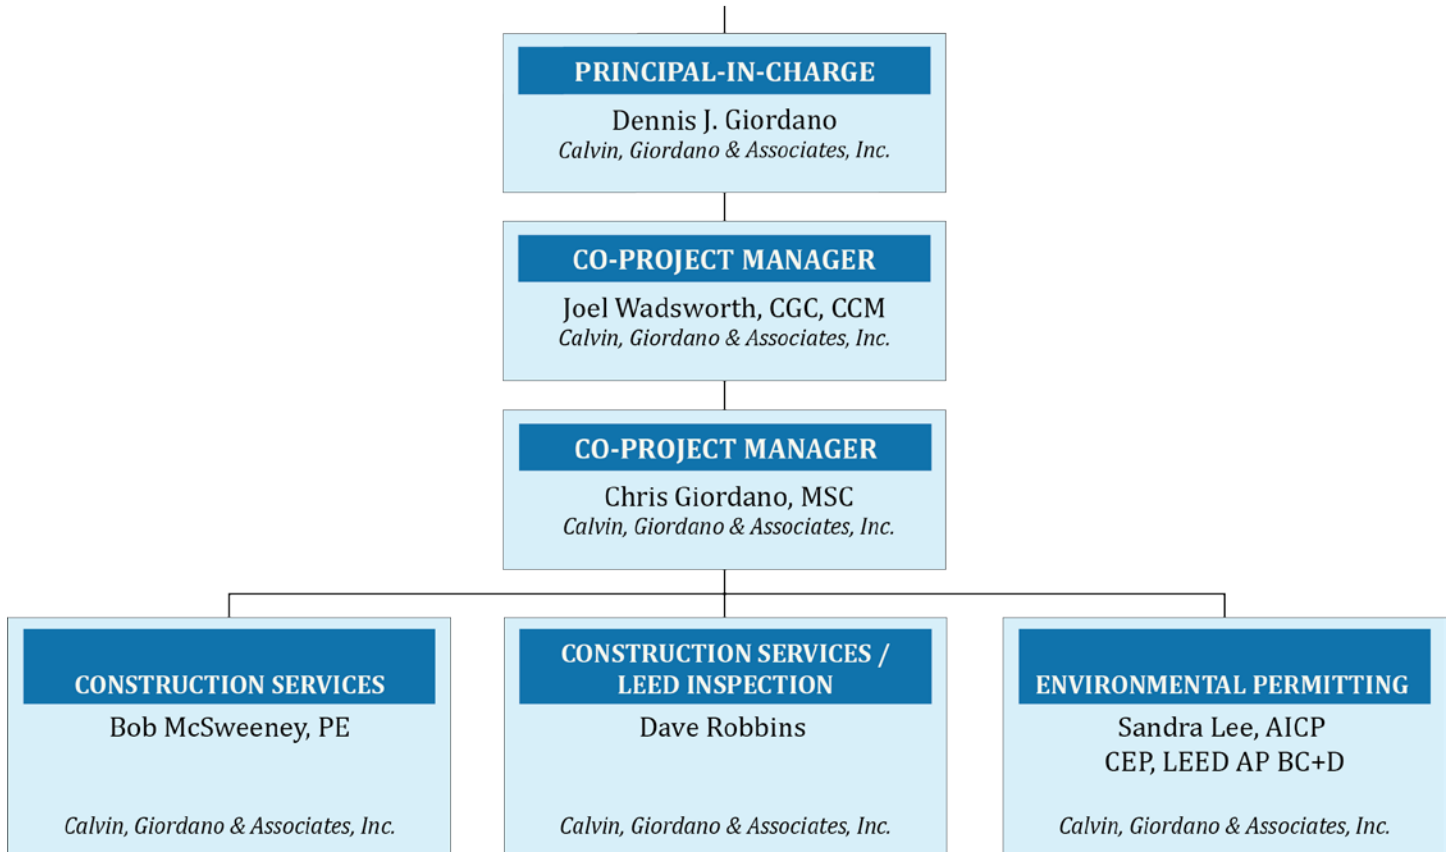 PRINCIPAL-IN-CHARGE
Dennis J. Giordano
Calvin, Giordano & Associates, Inc.
CO-PROJECT MANAGER
Joel Wadsworth, CGC, CCM
Calvin, Giordano & Associates, Inc.
CO-PROJECT MANAGER
Chris Giordano, MSC
Calvin, Giordano & Associates, Inc.
CONSTRUCTION SERVICES
Bob McSweeney, PE
Calvin, Giordano & Associates, Inc.
CONSTRUCTION SERVICES /
LEED INSPECTION
Dave Robbins
Calvin, Giordano & Associates, Inc.
ENVIRONMENTAL PERMITTING
Sandra Lee, AICP
CEP, LEED AP BC+D
Calvin, Giordano & Associates, Inc.